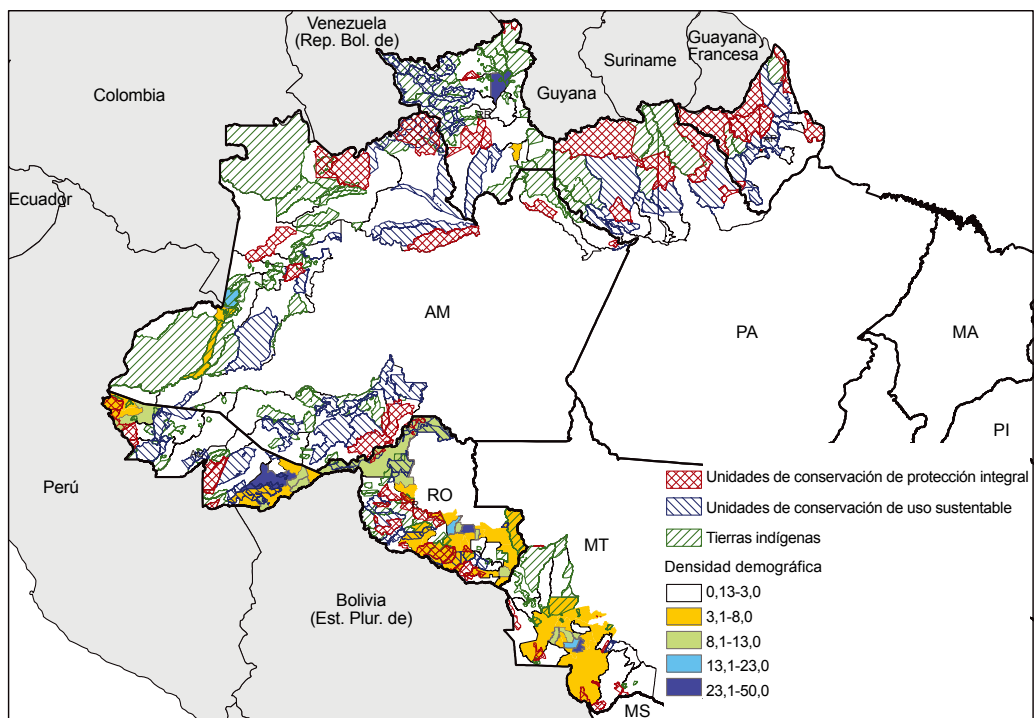 Venezuela
(Rep. Bol. de)
Guayana
Francesa
Suriname
Colombia
Guyana
RR
Ecuador
AM
PA
MA
PI
Perú
RO
MT
Bolivia
(Est. Plur. de)
MS
Unidades de conservación de protección integral
Unidades de conservación de uso sustentable
Tierras indígenas
Densidad demográfica
0,13-3,0
3,1-8,0
8,1-13,0
13,1-23,0
23,1-50,0